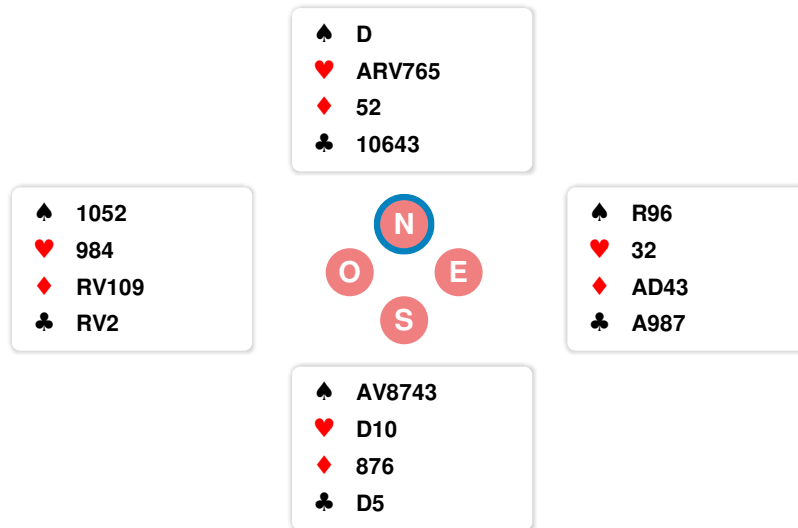 ♠ D
♥ ARV765
♦ 52
♣ 10643
♠ 1052
♥ 984
♦ RV109
♣ RV2
N
O
E
S
♠ R96
♥ 32
♦ AD43
♣ A987
♠ AV8743
♥ D10
♦ 876
♣ D5